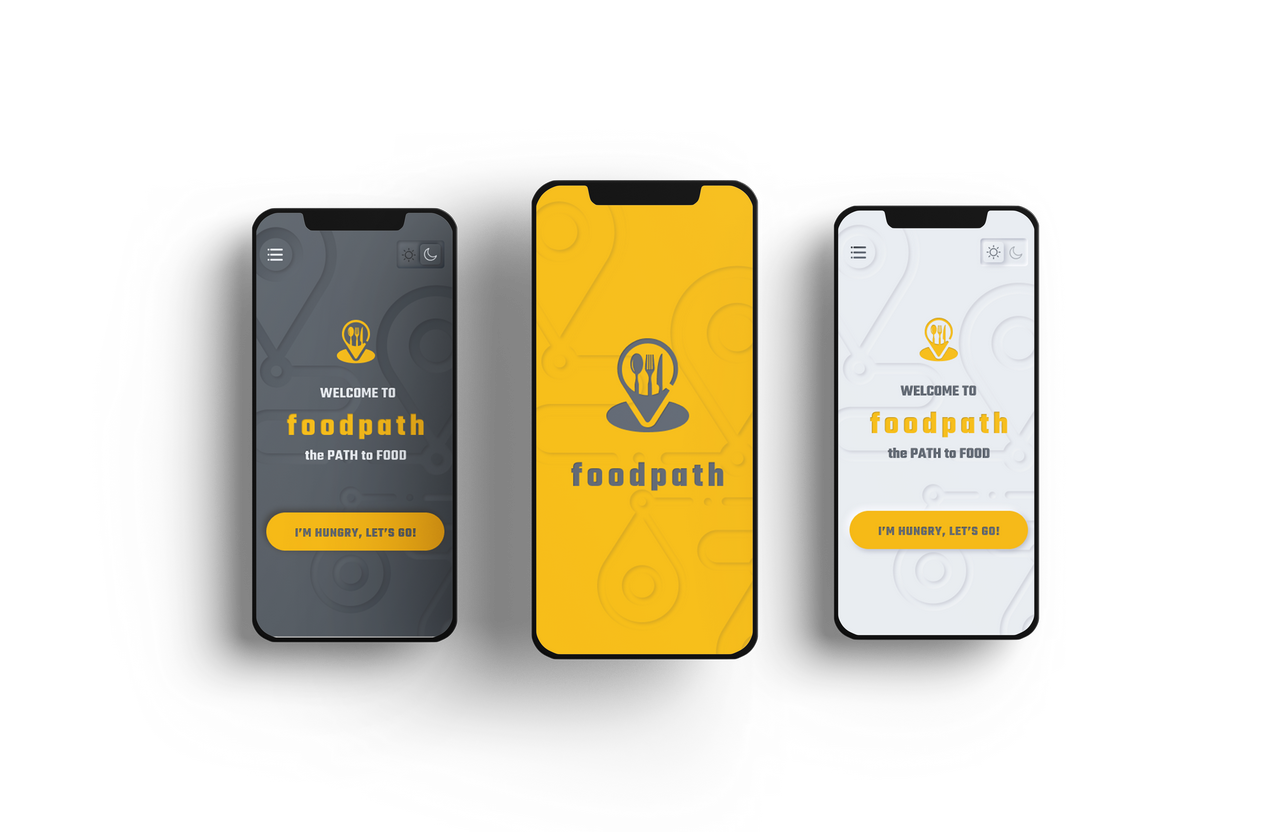 WELCOME TO
foodpath
the PATH to FOOD
I'M HUNGRY, LET'S GO!
foodpath
WELCOME TO
foodpath
the PATH to FOOD
I'M HUNGRY, LET'S GO!